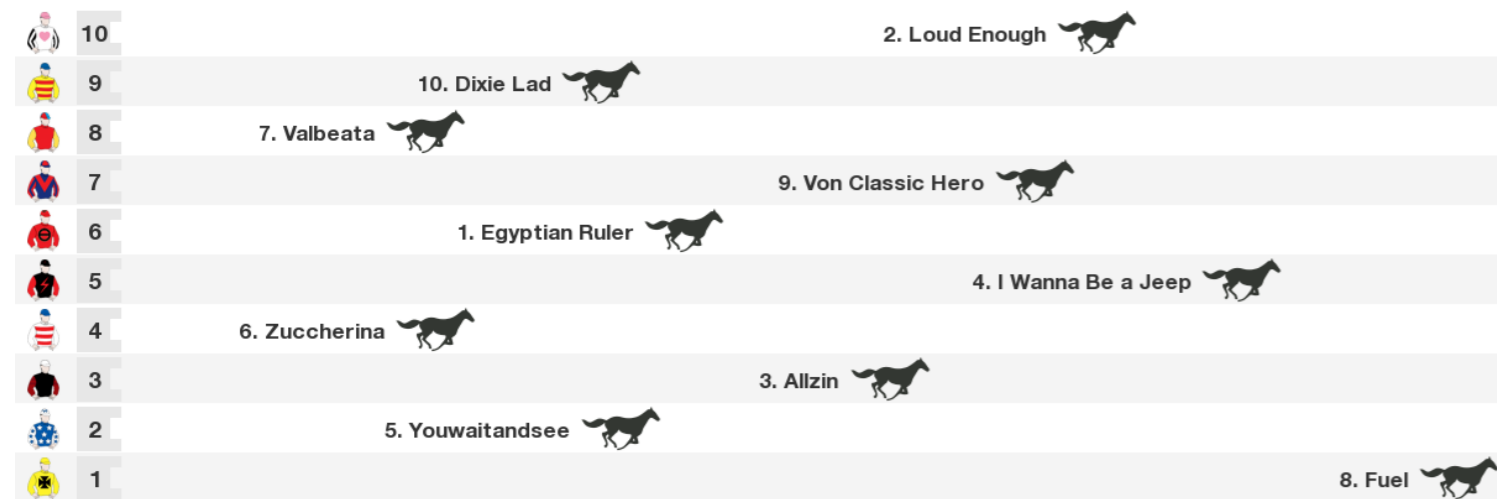 10 2. Loud Enough
9 10. Dixie Lad
8 7. Valbeata
7 9. Von Classic Hero
6 1. Egyptian Ruler
5 4. I Wanna Be a Jeep
4 6. Zuccherina
3 3. Allzin
2 5. Youwaitandsee
1 8. Fuel